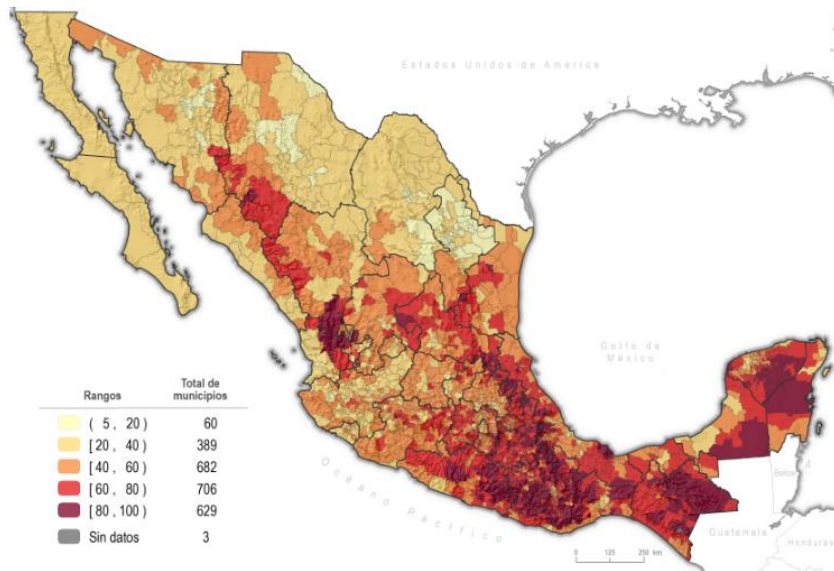 Estados Unidos de América
Golfo de
México
Rangos Total de
municipios
( 5 , 20) 60
[20 , 40) 389
[40 , 60) 682
[60 , 80) 706
[80 , 100) 629
Sin datos 3
Océano Pacífico
Belice
Guatemala
Honduras
0 125 250 km